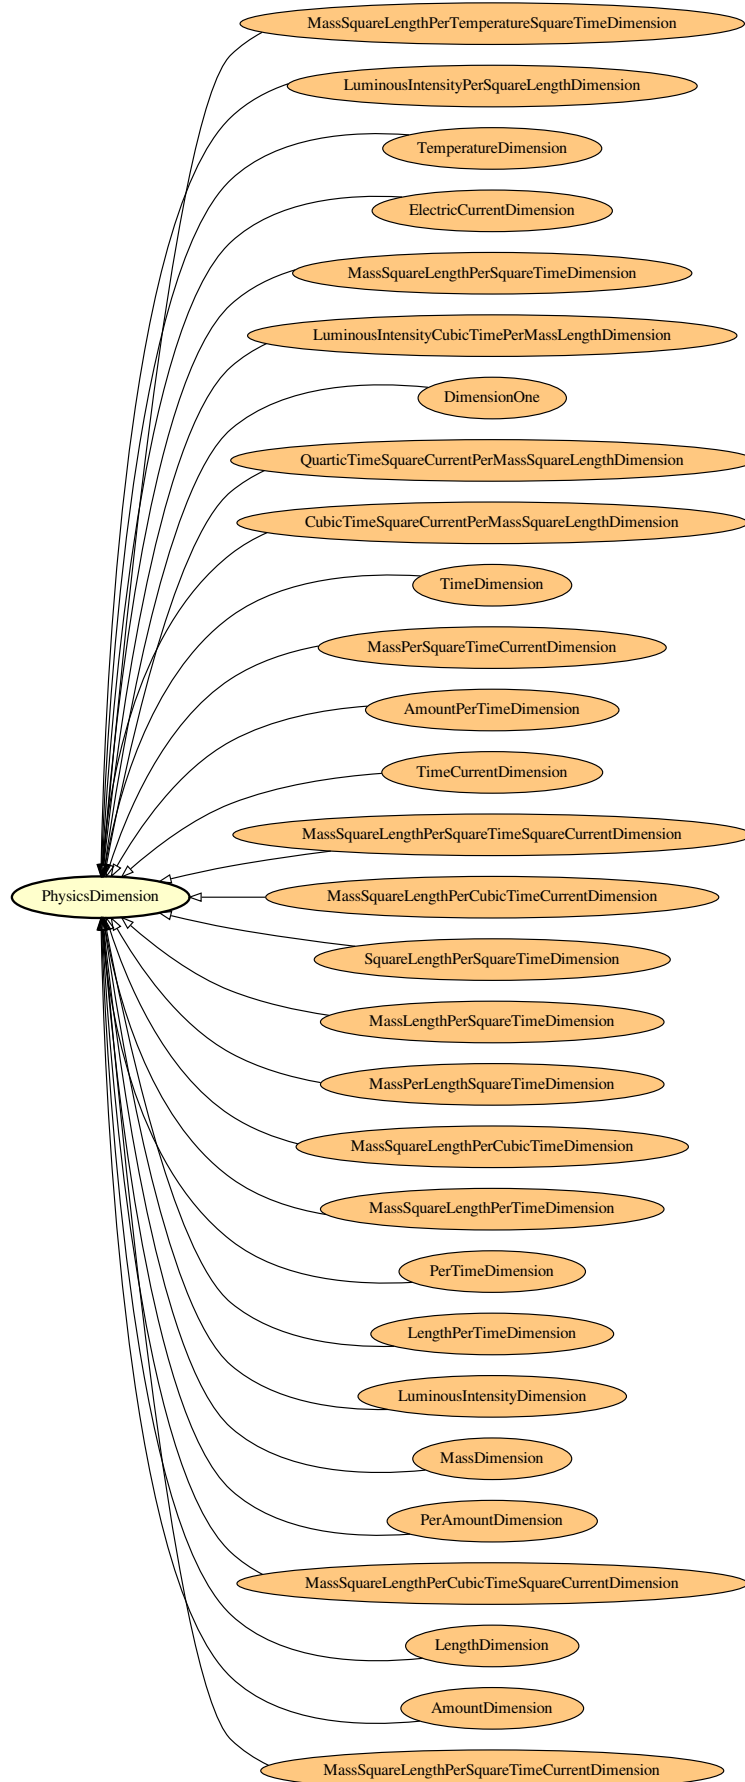 MassSquareLengthPerTemperatureSquareTimeDimension
LuminousIntensityPerSquareLengthDimension
TemperatureDimension
ElectricCurrentDimension
MassSquareLengthPerSquareTimeDimension
LuminousIntensityCubicTimePerMassLengthDimension
DimensionOne
QuarticTimeSquareCurrentPerMassSquareLengthDimension
CubicTimeSquareCurrentPerMassSquareLengthDimension
TimeDimension
MassPerSquareTimeCurrentDimension
AmountPerTimeDimension
TimeCurrentDimension
MassSquareLengthPerSquareTimeSquareCurrentDimension
PhysicsDimension
MassSquareLengthPerCubicTimeCurrentDimension
SquareLengthPerSquareTimeDimension
MassLengthPerSquareTimeDimension
MassPerLengthSquareTimeDimension
MassSquareLengthPerCubicTimeDimension
MassSquareLengthPerTimeDimension
PerTimeDimension
LengthPerTimeDimension
LuminousIntensityDimension
MassDimension
PerAmountDimension
MassSquareLengthPerCubicTimeSquareCurrentDimension
LengthDimension
AmountDimension
MassSquareLengthPerSquareTimeCurrentDimension